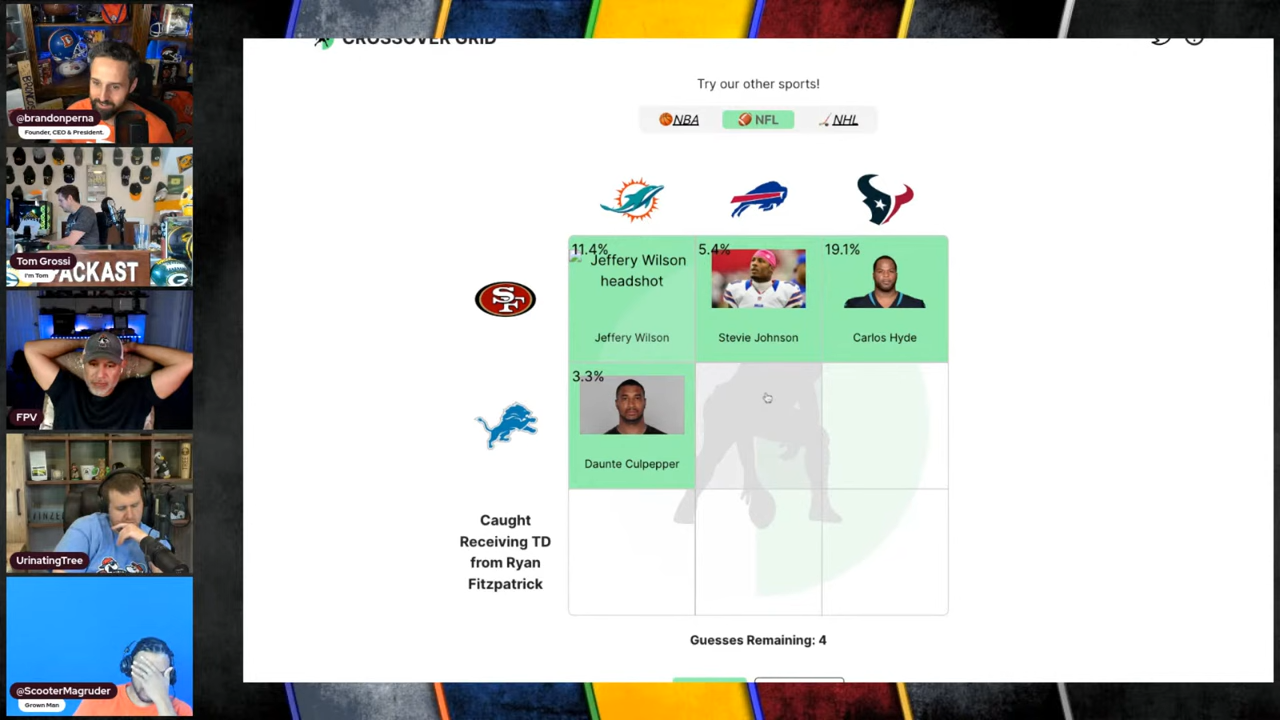 CROSSOVER GRID
Try our other sports!
NBA
NFL
NHL
11.4%
Jeffery Wilson
headshot
Jeffery Wilson
5.4%
Stevie Johnson
19.1%
Carlos Hyde
SF
3.3%
Daunte Culpepper
Caught
Receiving TD
from Ryan
Fitzpatrick
Guesses Remaining: 4
@brandonperna
Founder, CEO & President.
Tom Grossi
I'm Tom
PACKAST
FPV
UrinatingTree
@ScooterMagruder
Grown Man